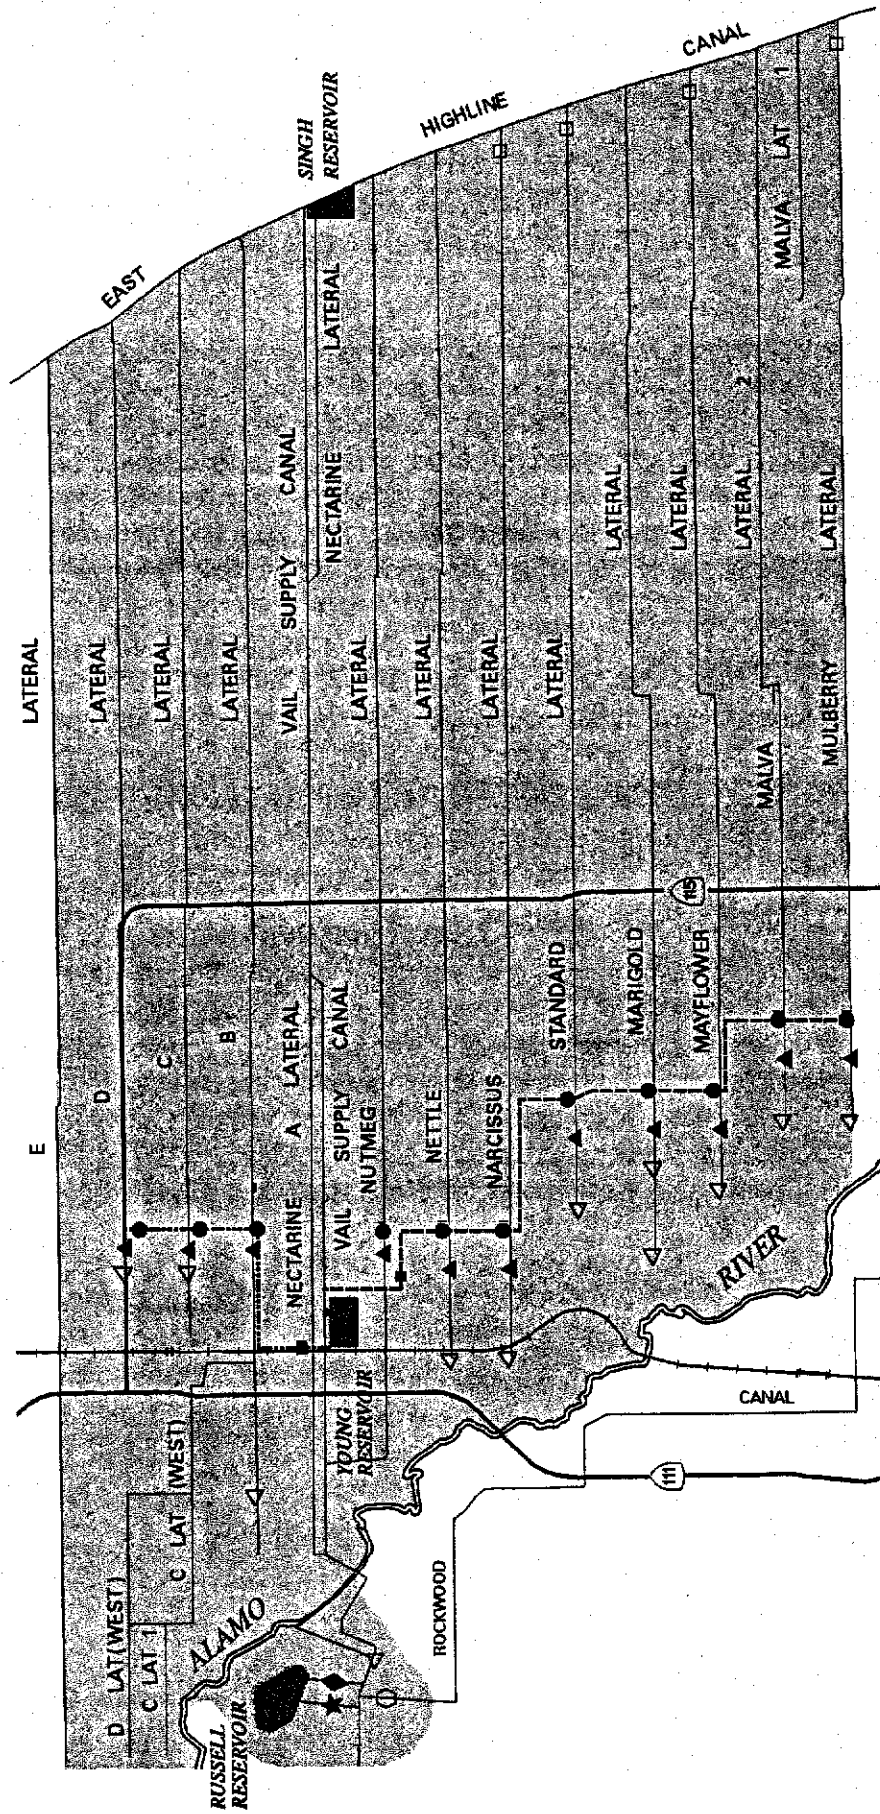 E LATERAL
D LATERAL
C LATERAL
B LATERAL
NECTARINE A LATERAL
VAIL SUPPLY CANAL
VAIL SUPPLY CANAL
NECTARINE LATERAL
NUTMEG LATERAL
NETTLE LATERAL
NARCISSUS LATERAL
STANDARD LATERAL
MARIGOLD LATERAL
MAYFLOWER LATERAL
MALVA LATERAL 2
MALVA LAT 1
MULBERRY LATERAL
EAST HIGHLINE CANAL
SINGH
RESERVOIR
YOUNG
RESERVOIR
RUSSELL
RESERVOIR
D LAT (WEST)
C LAT 1
C LAT (WEST)
ALAMO RIVER
ROCKWOOD CANAL
115
111